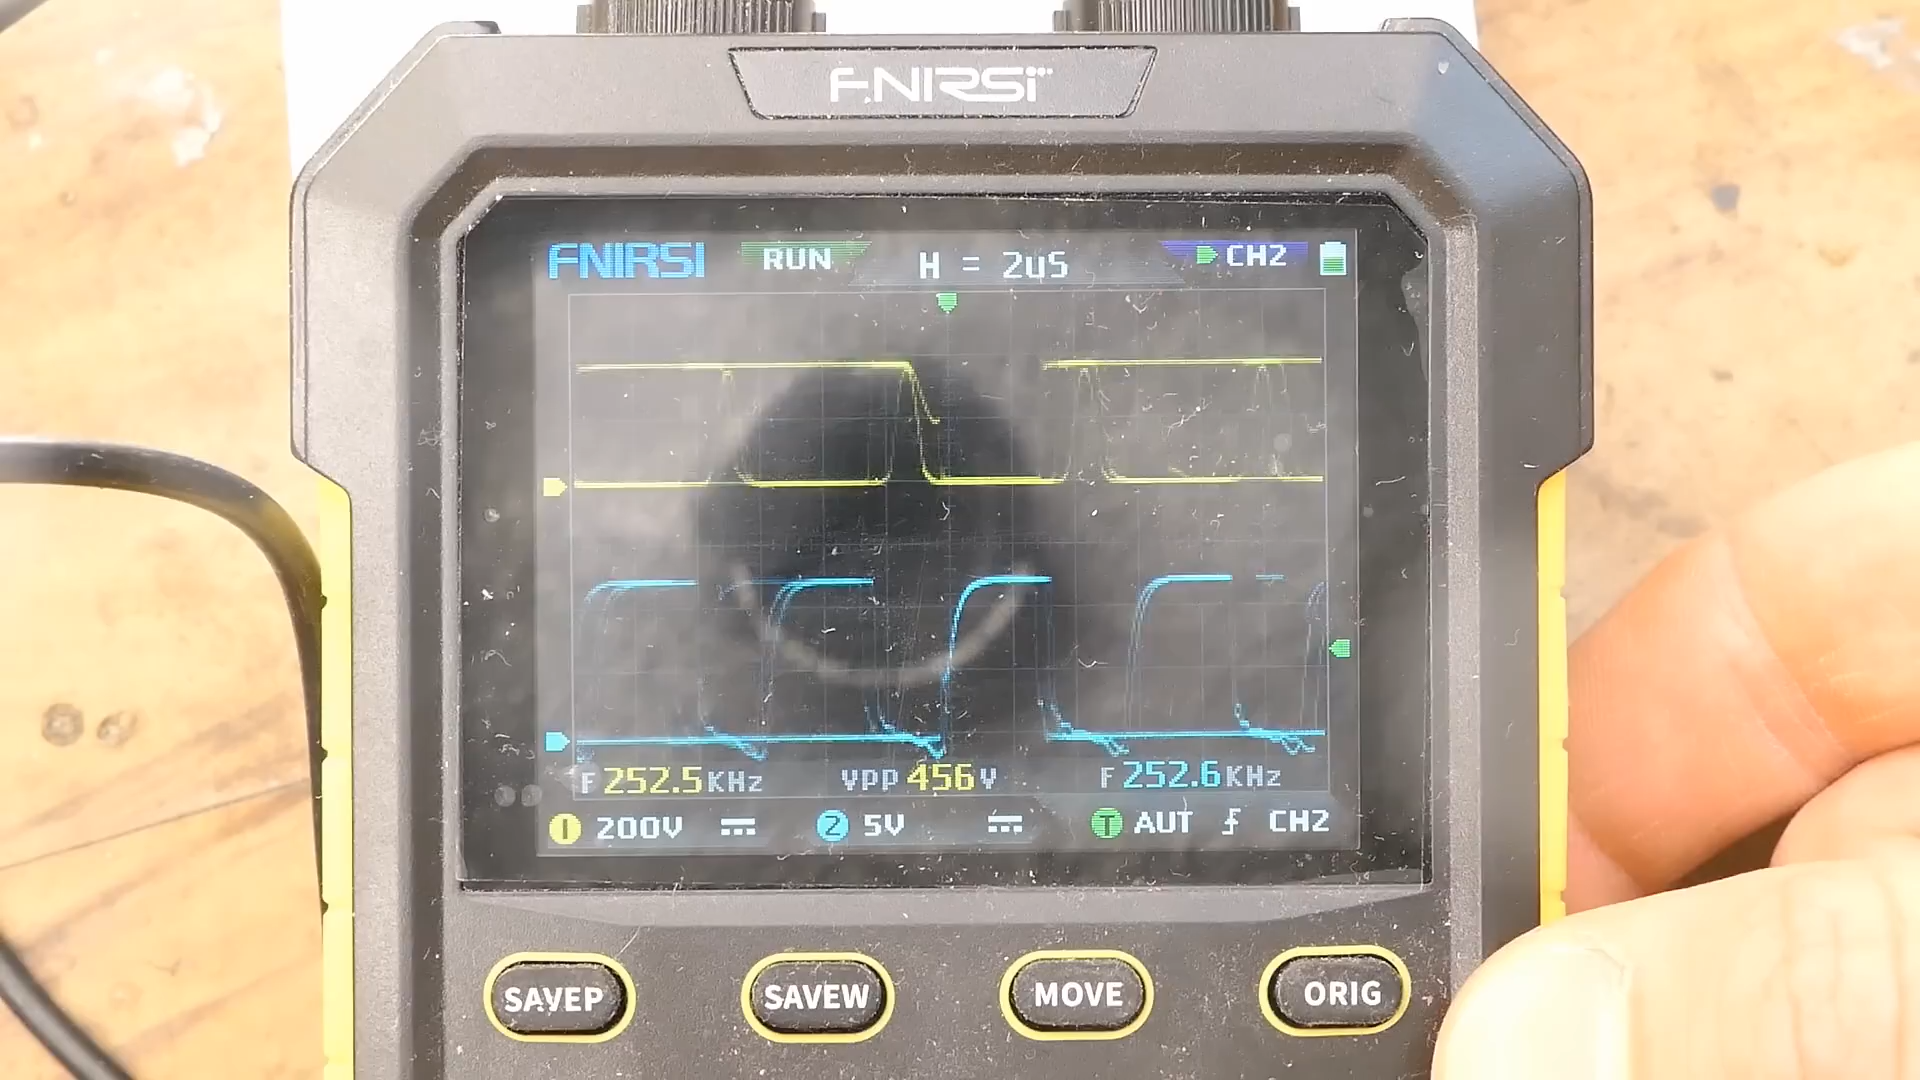 FNIRSI
FNIRSI RUN H = 2uS CH2
F 252.5KHz VPP 456V F 252.6KHz
1 200V 2 5V T AUT CH2
SAVEP SAVEW MOVE ORIG